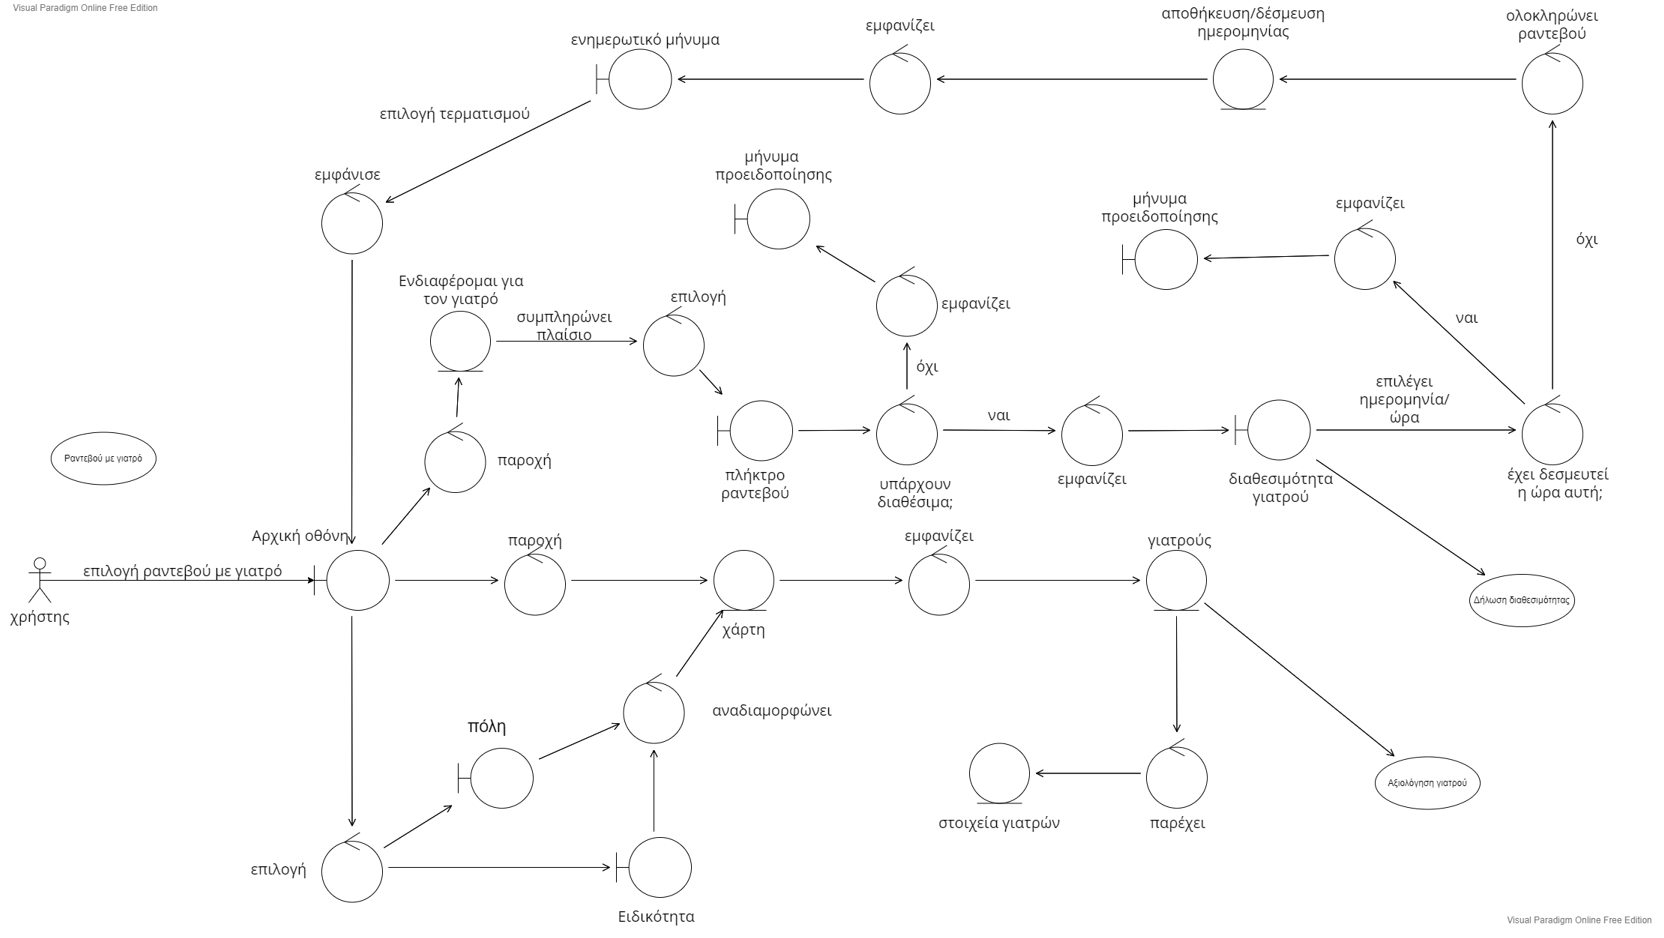 Visual Paradigm Online Free Edition
αποθήκευση/δέσμευση
ημερομηνίας
ολοκληρώνει
ραντεβού
εμφανίζει
ενημερωτικό μήνυμα
επιλογή τερματισμού
εμφάνισε
μήνυμα
προειδοποίησης
μήνυμα
προειδοποίησης
εμφανίζει
όχι
Ενδιαφέρομαι για
τον γιατρό
συμπληρώνει
πλαίσιο
επιλογή
εμφανίζει
ναι
όχι
επιλέγει
ημερομηνία/
ώρα
ναι
Ραντεβού με γιατρό
παροχή
πλήκτρο
ραντεβού
υπάρχουν
διαθέσιμα;
εμφανίζει
διαθεσιμότητα
γιατρού
έχει δεσμευτεί
η ώρα αυτή;
Αρχική οθόνη
παροχή
εμφανίζει
γιατρούς
επιλογή ραντεβού με γιατρό
χρήστης
Δήλωση διαθεσιμότητας
χάρτη
πόλη
αναδιαμορφώνει
Αξιολόγηση γιατρού
στοιχεία γιατρών
παρέχει
επιλογή
Ειδικότητα
Visual Paradigm Online Free Edition